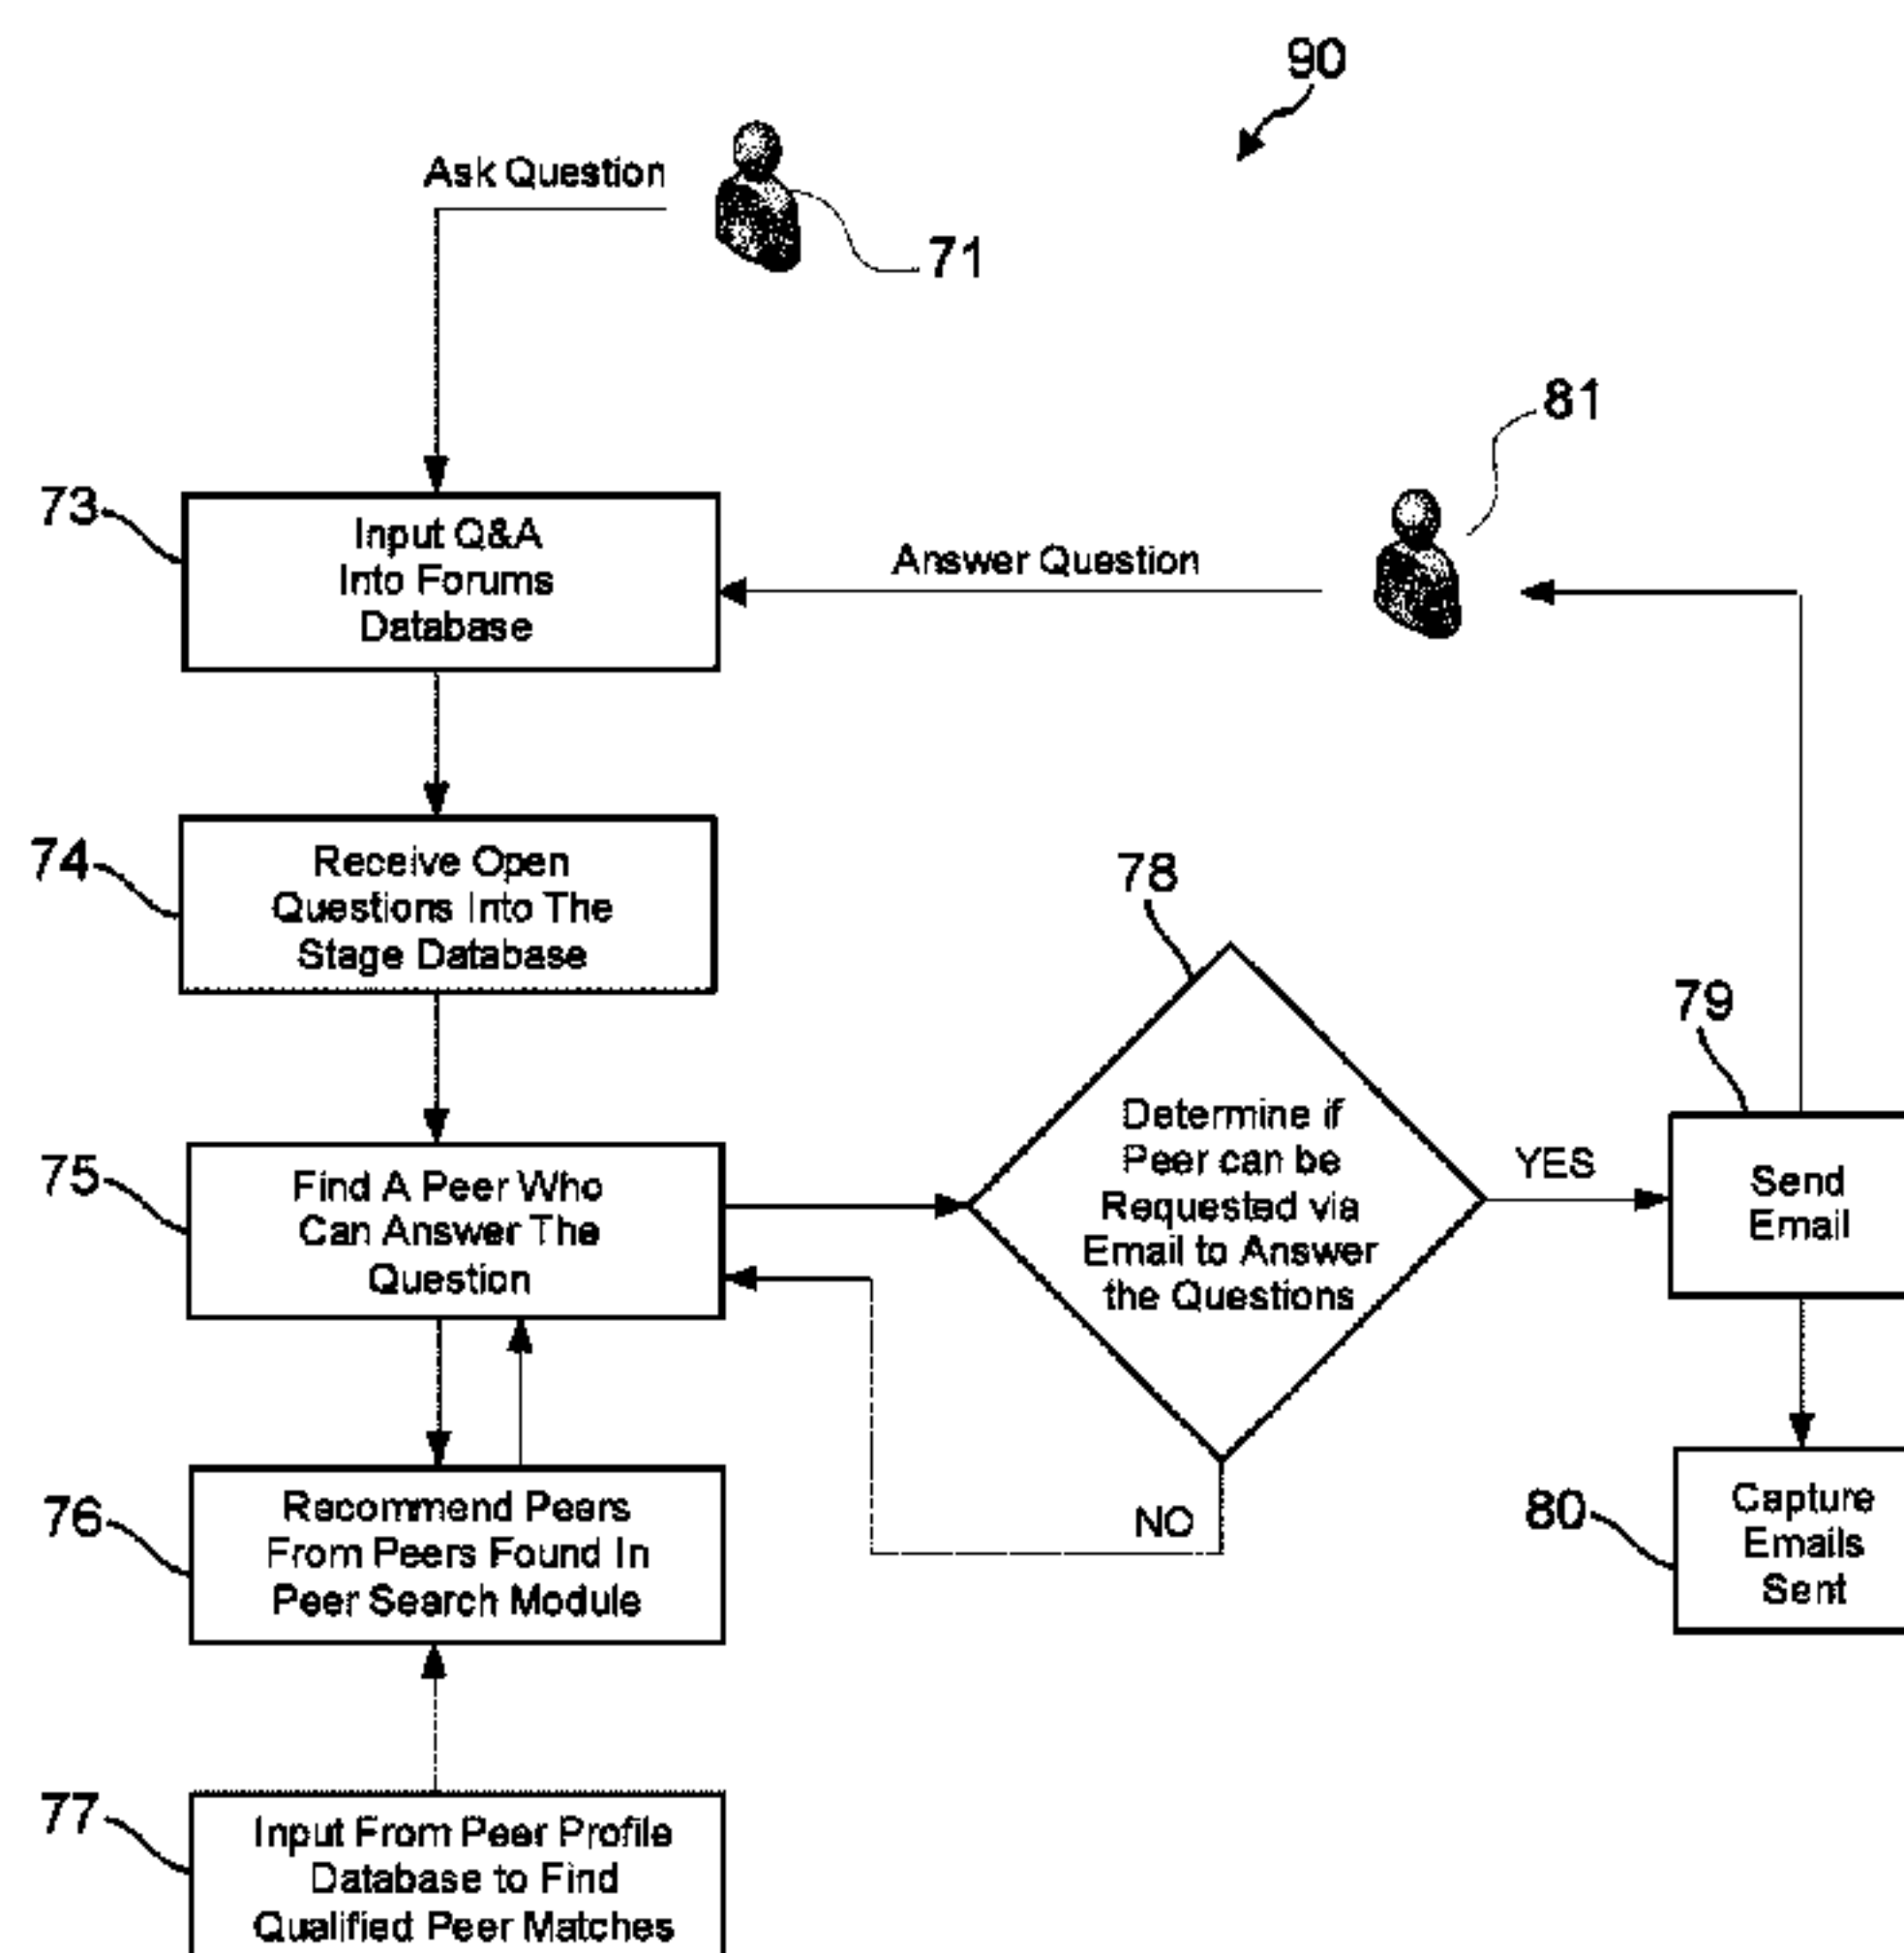 90
Ask Question
71
81
73
Input Q&A
Into Forums
Database
Answer Question
74
Receive Open
Questions Into The
Stage Database
78
79
75
Find A Peer Who
Can Answer The
Question
Determine if
Peer can be
Requested via
Email to Answer
the Questions
YES
Send
Email
NO
76
Recommend Peers
From Peers Found In
Peer Search Module
80
Capture
Emails
Sent
77
Input From Peer Profile
Database to Find
Qualified Peer Matches